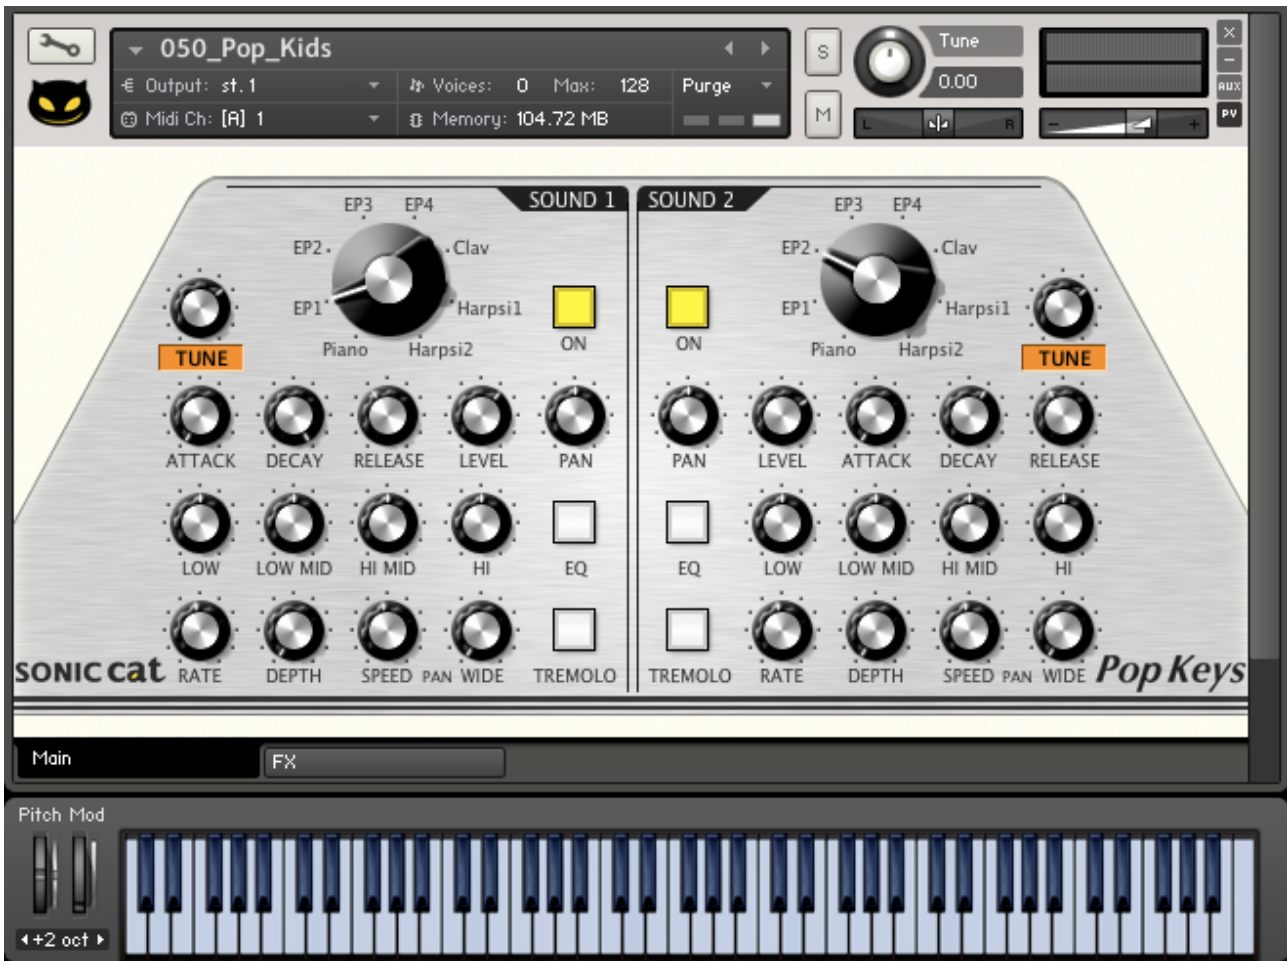 050_Pop_Kids
Output: st.1
Voices: 0 Max: 128
Purge
Midi Ch: [A] 1
Memory: 104.72 MB
S
M
Tune
0.00
L R
- +
X
-
AUX
PV
SOUND 1
EP3 EP4
EP2 Clav
EP1 Harpsi1
Piano Harpsi2
ON
TUNE
ATTACK DECAY RELEASE LEVEL PAN
LOW LOW MID HI MID HI EQ
RATE DEPTH SPEED PAN WIDE TREMOLO
SOUND 2
EP3 EP4
EP2 Clav
EP1 Harpsi1
Piano Harpsi2
ON
TUNE
PAN LEVEL ATTACK DECAY RELEASE
EQ LOW LOW MID HI MID HI
TREMOLO RATE DEPTH SPEED PAN WIDE
SONIC cat
Pop Keys
Main
FX
Pitch Mod
+2 oct